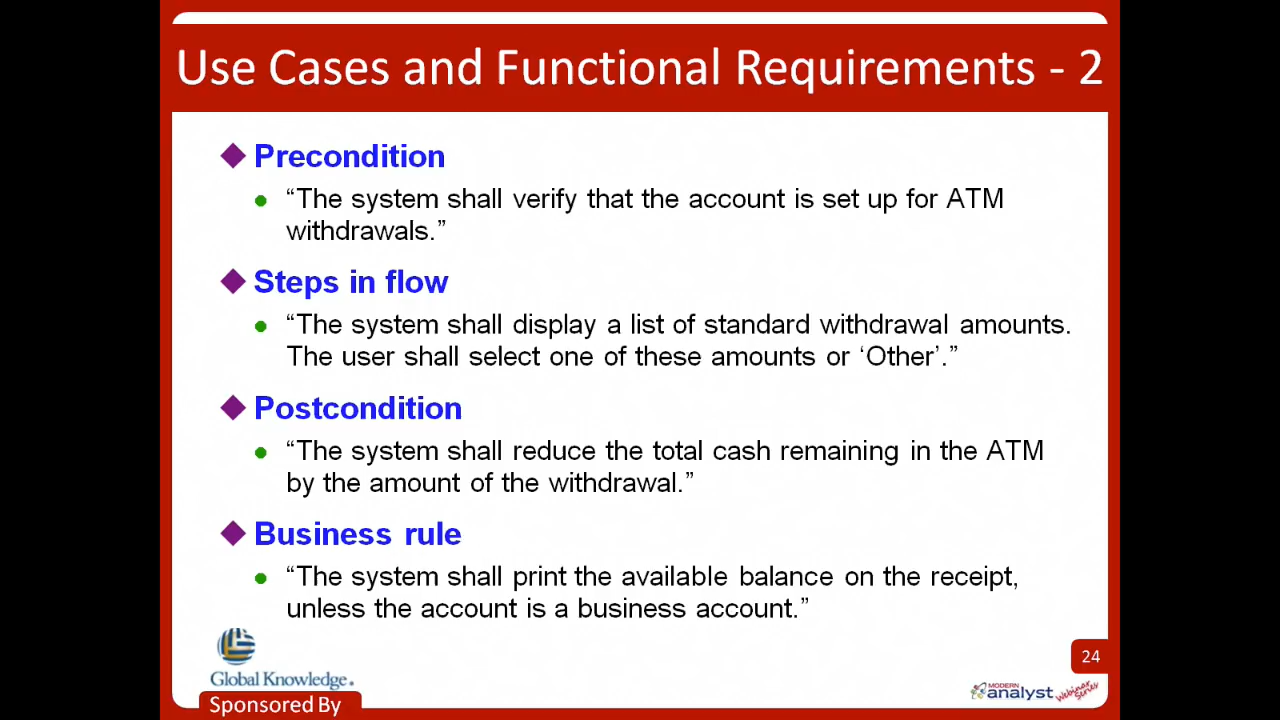 Use Cases and Functional Requirements - 2
Precondition
“The system shall verify that the account is set up for ATM
withdrawals.”
Steps in flow
“The system shall display a list of standard withdrawal amounts.
The user shall select one of these amounts or ‘Other’.”
Postcondition
“The system shall reduce the total cash remaining in the ATM
by the amount of the withdrawal.”
Business rule
“The system shall print the available balance on the receipt,
unless the account is a business account.”
Global Knowledge.
Sponsored By
24
MODERN
analyst Webinar
Series